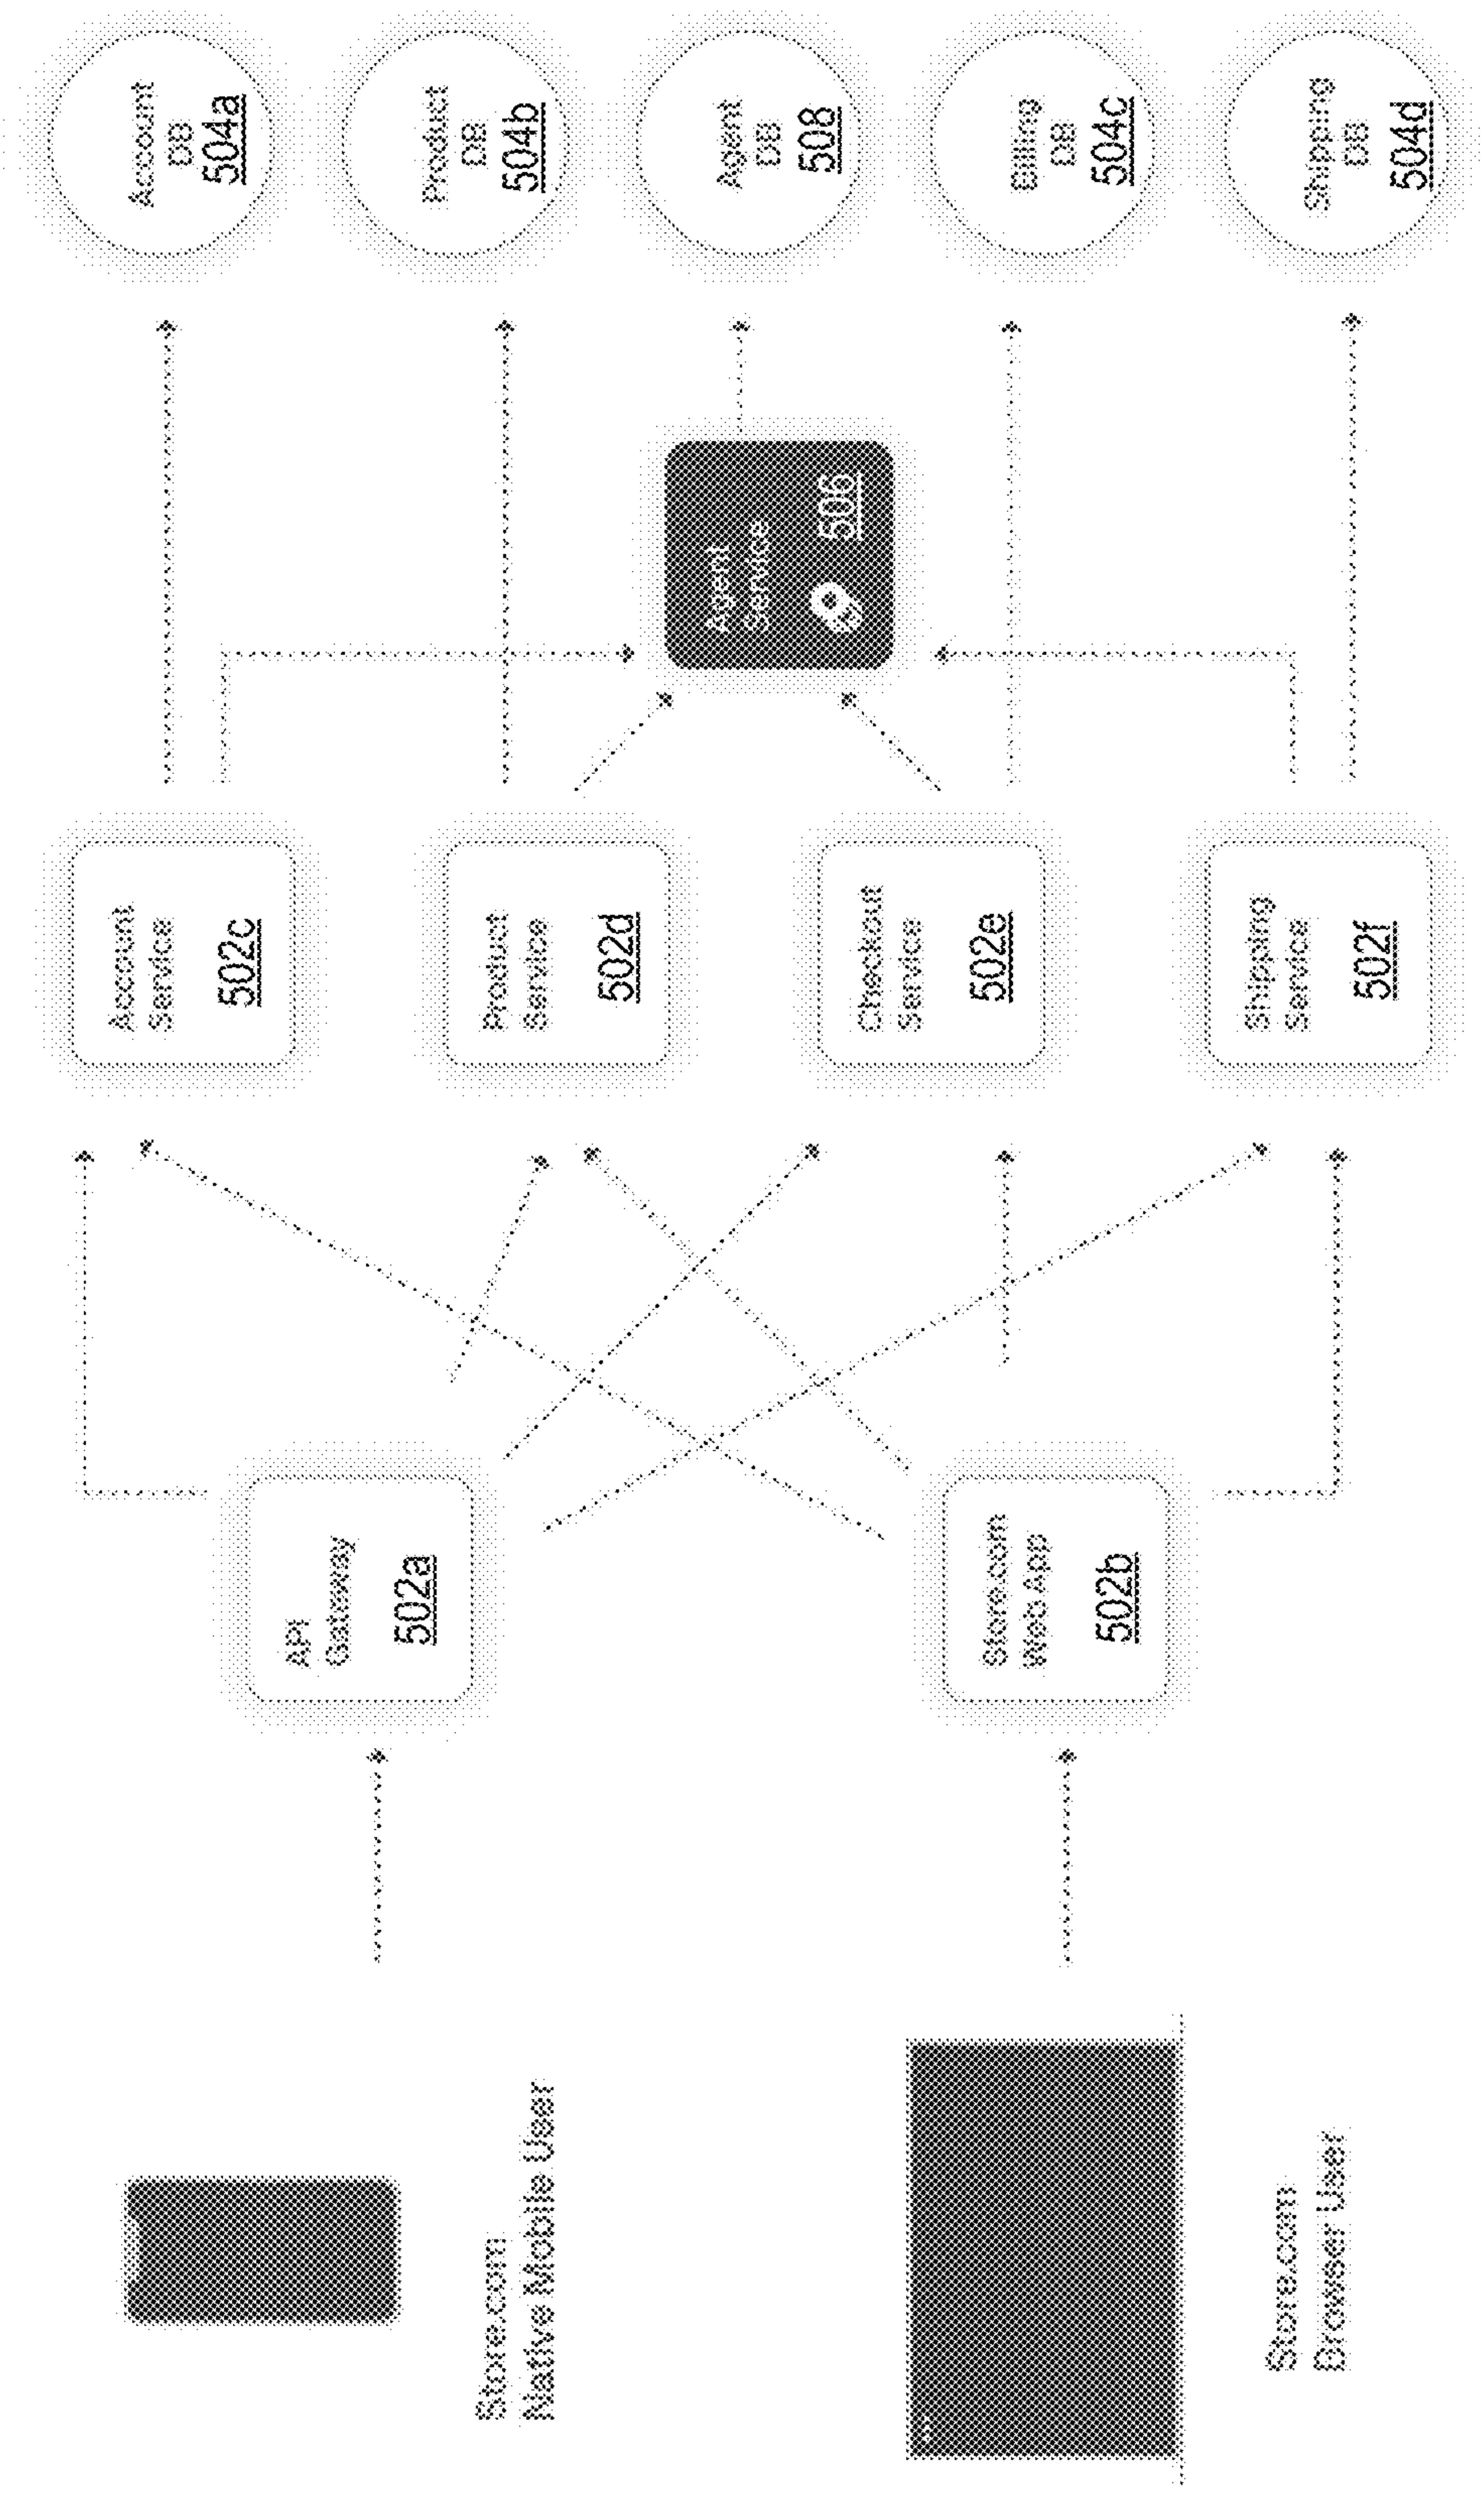 Store.com
Native Mobile User
Store.com
Browser User
API
Gateway
502a
Store.com
Web App
502b
Account
Service
502c
Product
Service
502d
Checkout
Service
502e
Shipping
Service
502f
Agent
Service
506
Account
DB
504a
Product
DB
504b
Agent
DB
508
Billing
DB
504c
Shipping
DB
504d